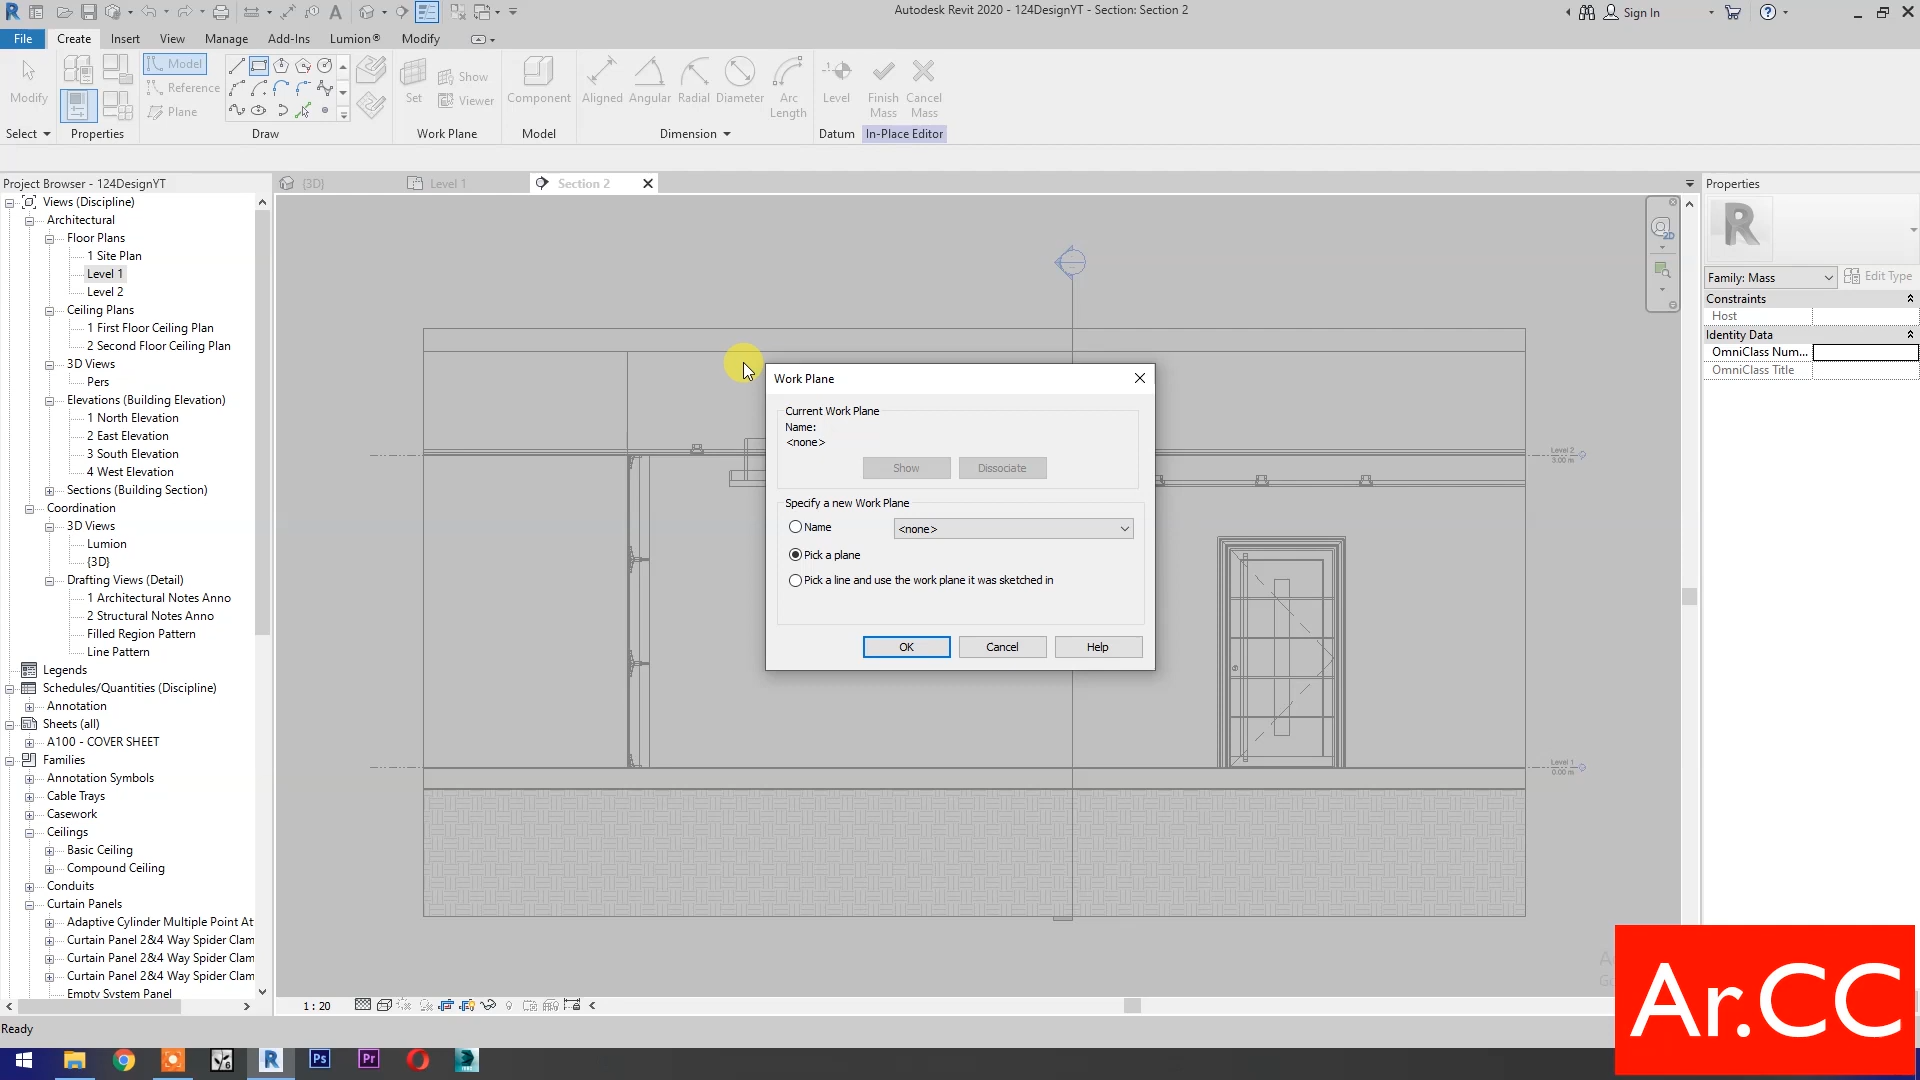 Autodesk Revit 2020 - 124DesignYT - Section: Section 2
Sign In
File
Create
Insert
View
Manage
Add-Ins
Lumion®
Modify
Modify
Model
Reference
Plane
Set
Show
Viewer
Component
Aligned
Angular
Radial
Diameter
Arc
Length
Level
Finish
Mass
Cancel
Mass
Select
Properties
Draw
Work Plane
Model
Dimension
Datum
In-Place Editor
Project Browser - 124DesignYT
{3D}
Level 1
Section 2
Properties
Views (Discipline)
Architectural
Floor Plans
1 Site Plan
Level 1
Level 2
Ceiling Plans
1 First Floor Ceiling Plan
2 Second Floor Ceiling Plan
3D Views
Pers
Elevations (Building Elevation)
1 North Elevation
2 East Elevation
3 South Elevation
4 West Elevation
Sections (Building Section)
Coordination
3D Views
Lumion
{3D}
Drafting Views (Detail)
1 Architectural Notes Anno
2 Structural Notes Anno
Filled Region Pattern
Line Pattern
Legends
Schedules/Quantities (Discipline)
Annotation
Sheets (all)
A100 - COVER SHEET
Families
Annotation Symbols
Cable Trays
Casework
Ceilings
Basic Ceiling
Compound Ceiling
Conduits
Curtain Panels
Adaptive Cylinder Multiple Point At
Curtain Panel 2&4 Way Spider Clam
Curtain Panel 2&4 Way Spider Clam
Curtain Panel 2&4 Way Spider Clam
Empty System Panel
Work Plane
Current Work Plane
Name:
<none>
Show
Dissociate
Specify a new Work Plane
Name
<none>
Pick a plane
Pick a line and use the work plane it was sketched in
OK
Cancel
Help
Level 2
3.00 m
Level 1
0.00 m
2D
R
Family: Mass
Edit Type
Constraints
Host
Identity Data
OmniClass Num...
OmniClass Title
1 : 20
Ready
Ps
Pr
Ar.CC